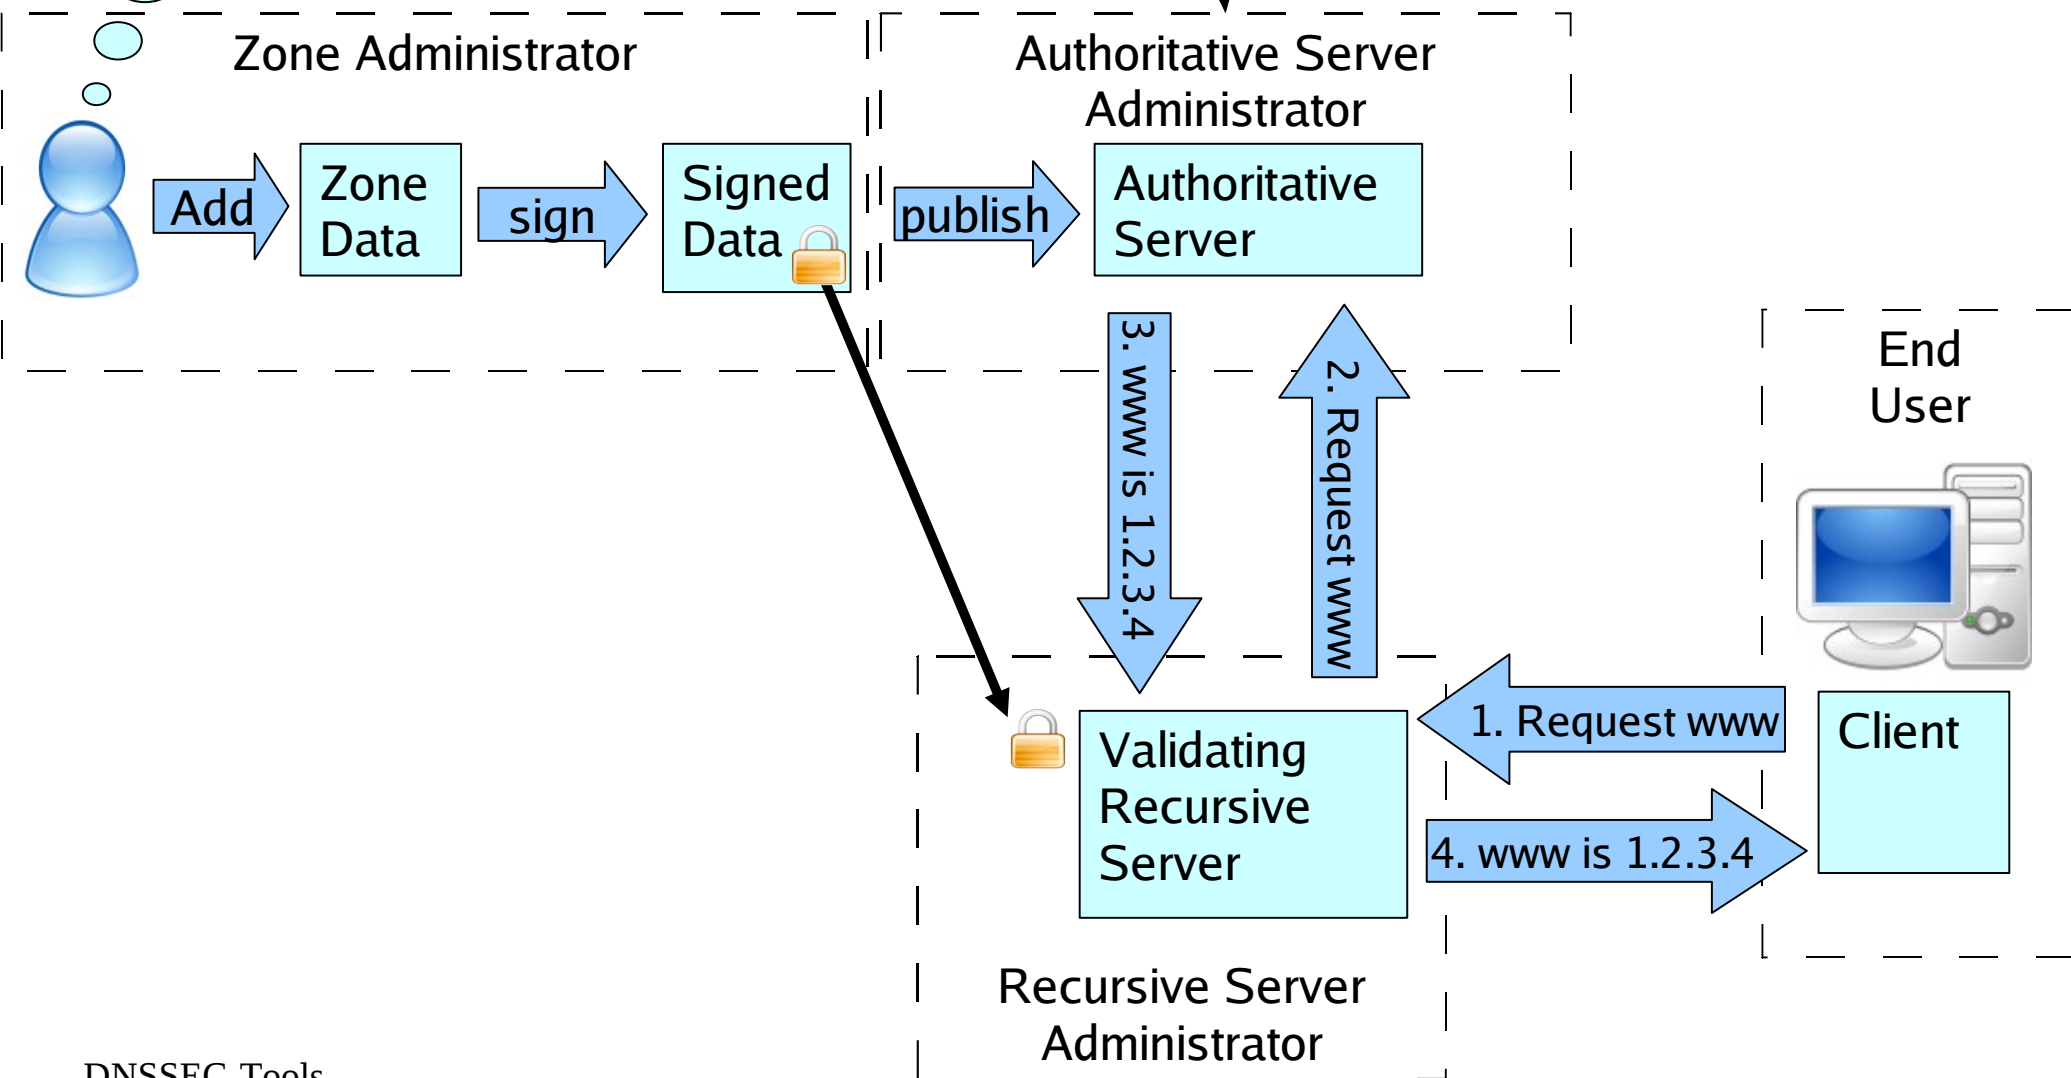 Zone Administrator
Add
Zone
Data
sign
Signed
Data
publish
Authoritative Server
Administrator
Authoritative
Server
3. www is 1.2.3.4
2. Request www
End
User
1. Request www
Client
4. www is 1.2.3.4
Validating
Recursive
Server
Recursive Server
Administrator
DNSSEC Tools